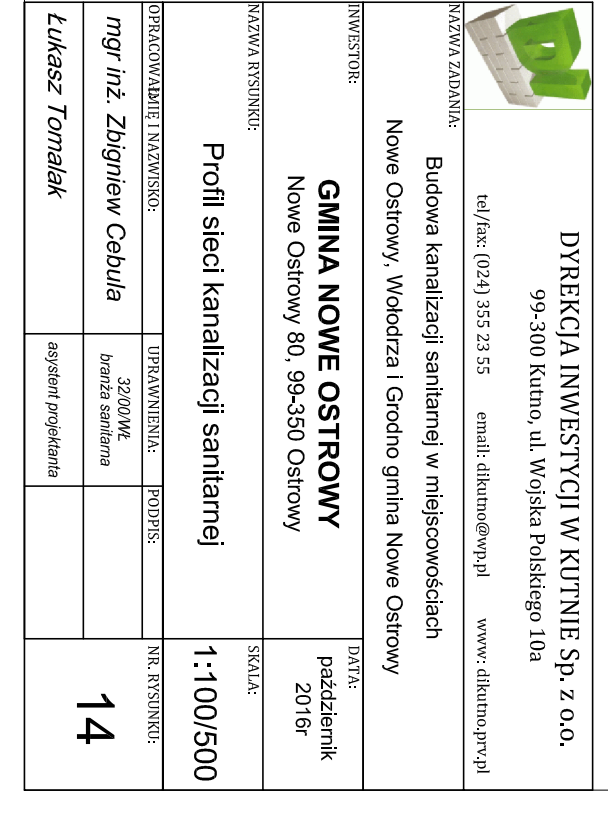 DYREKCJA INWESTYCJI W KUTNIE Sp. z o.o.
99-300 Kutno, ul. Wojska Polskiego 10a
tel/fax: (024) 355 23 55 email: dikutno@wp.pl www: dikutno.prv.pl
NAZWA ZADANIA:
Budowa kanalizacji sanitarnej w miejscowościach
Nowe Ostrowy, Wołodrza i Grodno gmina Nowe Ostrowy
INWESTOR:
GMINA NOWE OSTROWY
Nowe Ostrowy 80, 99-350 Ostrowy
DATA:
październik
2016r
NAZWA RYSUNKU:
Profil sieci kanalizacji sanitarnej
SKALA:
1:100/500
OPRACOWAŁ IMIĘ I NAZWISKO:
UPRAWNIENIA:
PODPIS:
NR. RYSUNKU:
mgr inż. Zbigniew Cebula
32/00/WŁ
branża sanitarna
Łukasz Tomalak
asystent projektanta
14